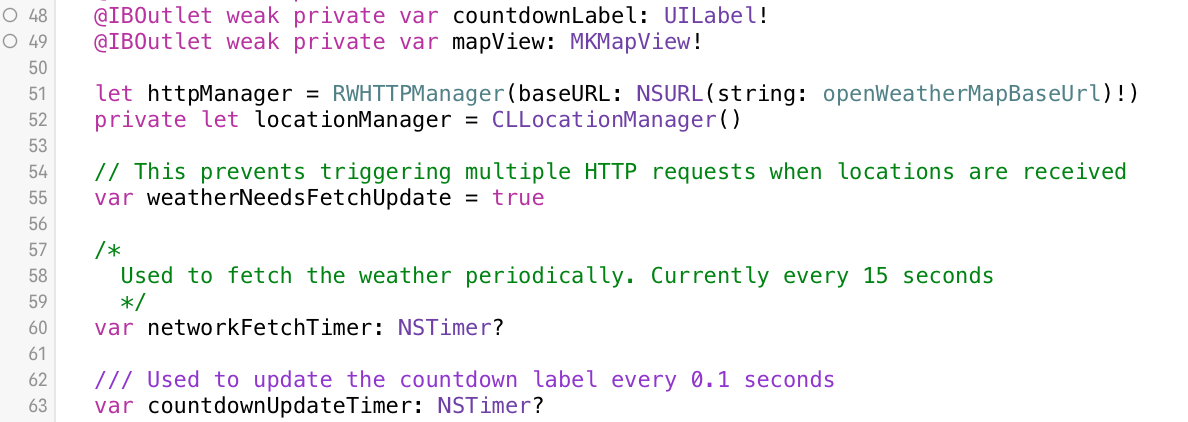 48 @IBOutlet weak private var countdownLabel: UILabel!
49 @IBOutlet weak private var mapView: MKMapView!
50
51 let httpManager = RWHTTPManager(baseURL: NSURL(string: openWeatherMapBaseUrl)!)
52 private let locationManager = CLLocationManager()
53
54 // This prevents triggering multiple HTTP requests when locations are received
55 var weatherNeedsFetchUpdate = true
56
57 /*
58 Used to fetch the weather periodically. Currently every 15 seconds
59 */
60 var networkFetchTimer: NSTimer?
61
62 /// Used to update the countdown label every 0.1 seconds
63 var countdownUpdateTimer: NSTimer?